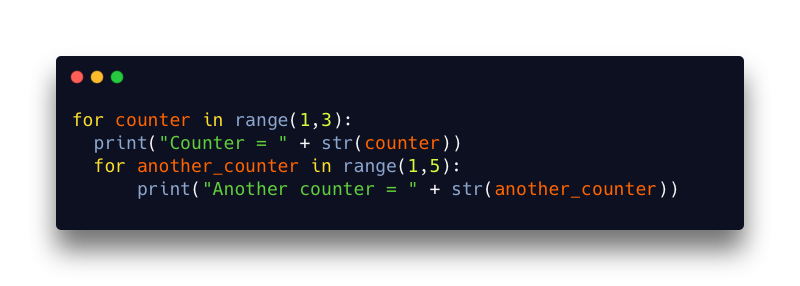 for counter in range(1,3):
  print("Counter = " + str(counter))
  for another_counter in range(1,5):
      print("Another counter = " + str(another_counter))